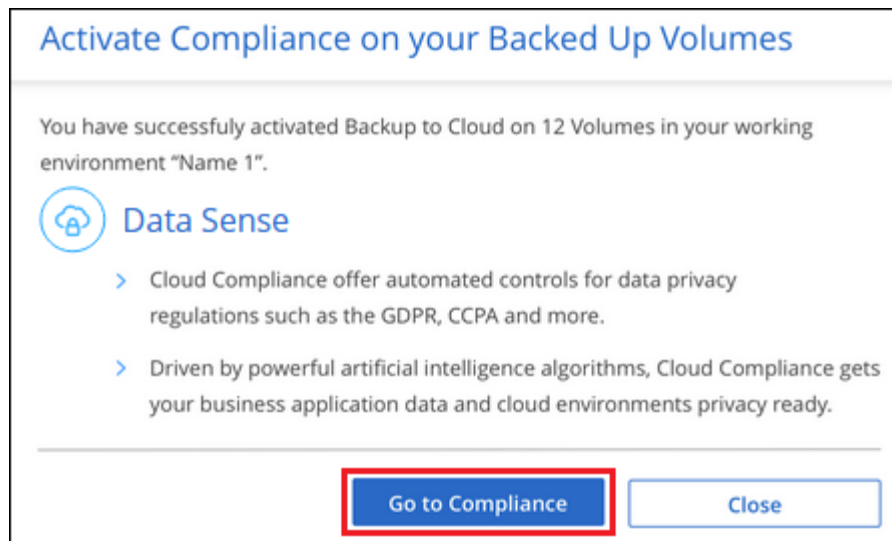 Activate Compliance on your Backed Up Volumes
You have successfuly activated Backup to Cloud on 12 Volumes in your working
environment “Name 1”.
Data Sense
Cloud Compliance offer automated controls for data privacy
regulations such as the GDPR, CCPA and more.
Driven by powerful artificial intelligence algorithms, Cloud Compliance gets
your business application data and cloud environments privacy ready.
Go to Compliance
Close